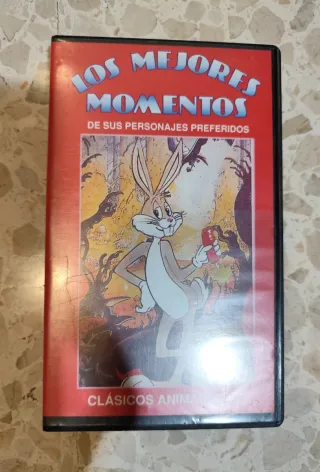 LOS MEJORES
MOMENTOS
DE SUS PERSONAJES PREFERIDOS
CLÁSICOS